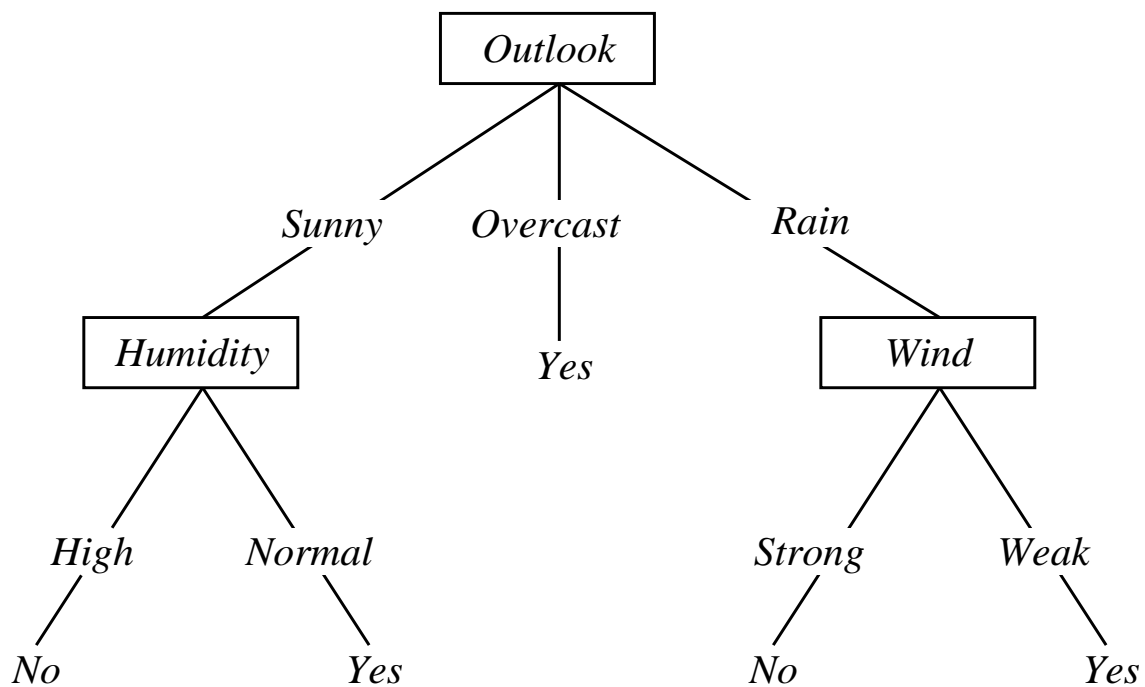 Outlook
Sunny Overcast Rain
Humidity Yes Wind
High Normal Strong Weak
No Yes No Yes